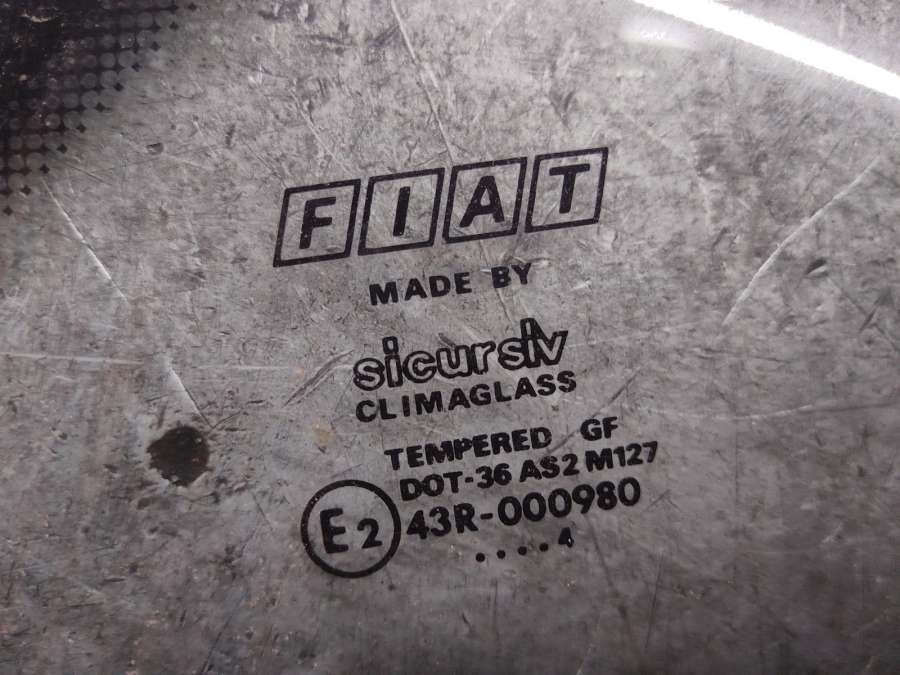 FIAT
MADE BY
sicursiv
CLIMAGLASS
TEMPERED GF
DOT-36 AS2 M127
E2 43R-000980
....4